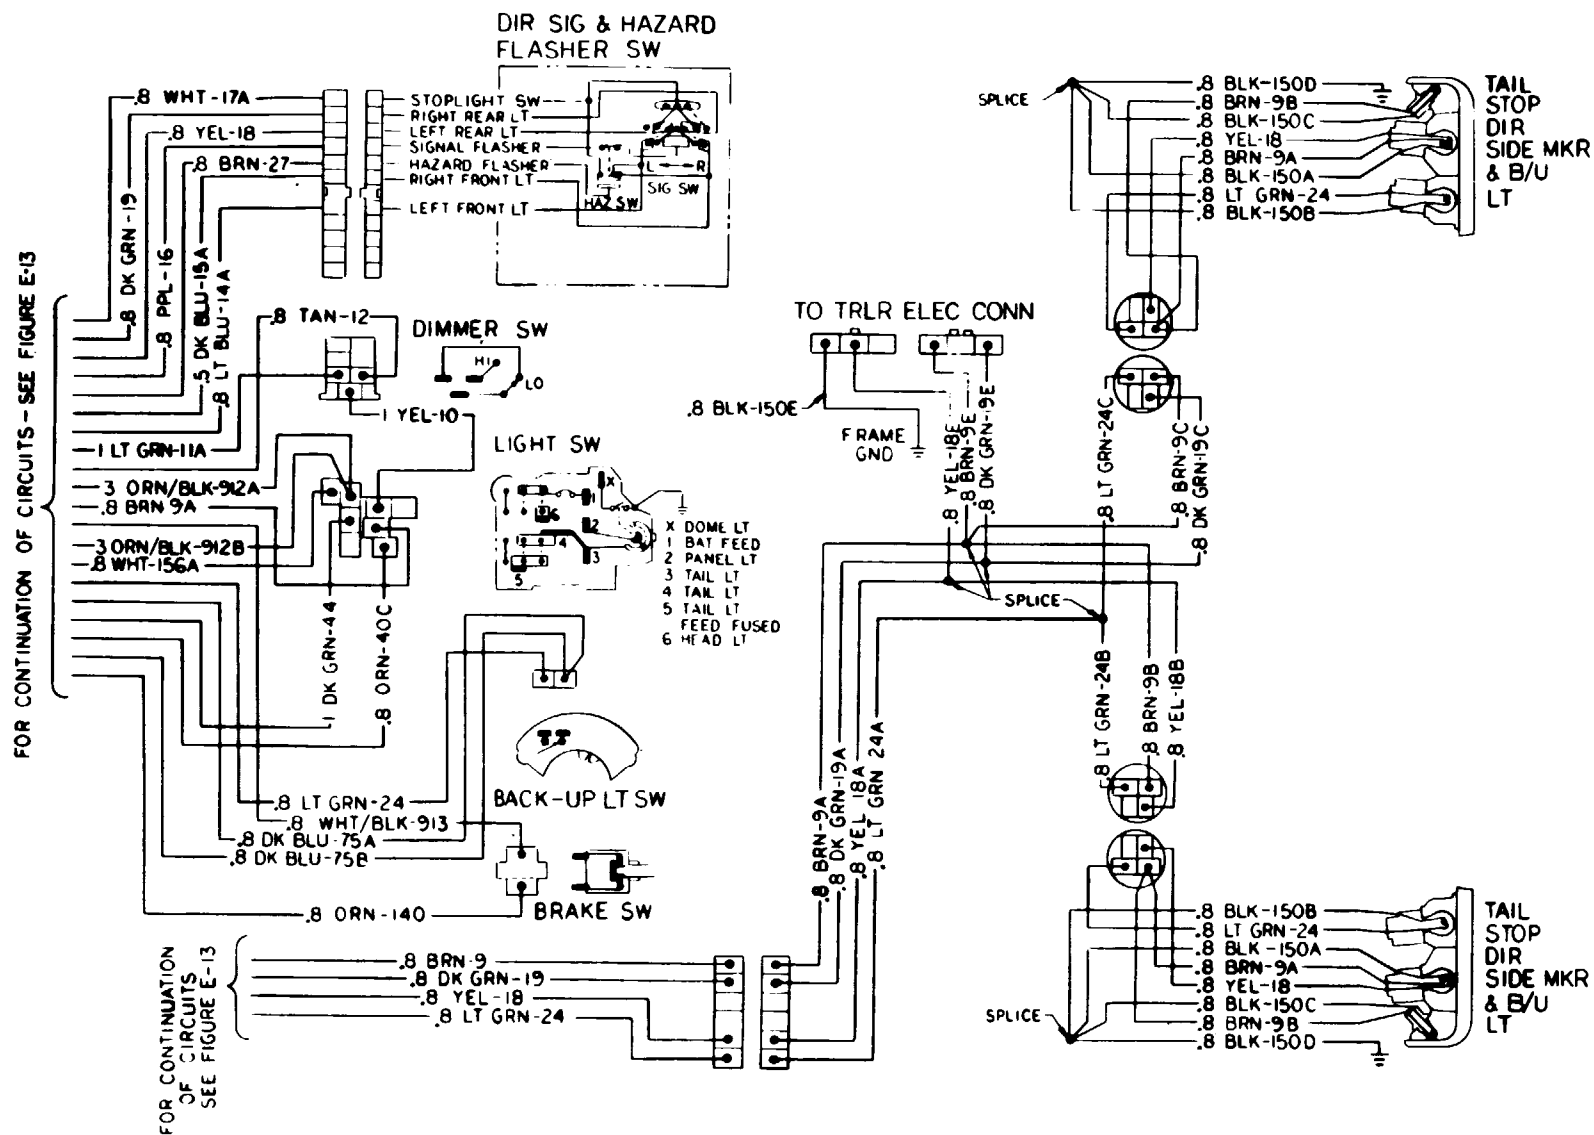 DIR SIG & HAZARD
FLASHER SW
.8 WHT-17A
.8 YEL-18
.8 BRN-27
.8 DK GRN-19
.8 PPL-16
.5 DK BLU-15A
.8 LT BLU-14A
STOPLIGHT SW
RIGHT REAR LT
LEFT REAR LT
SIGNAL FLASHER
HAZARD FLASHER
RIGHT FRONT LT
LEFT FRONT LT
L
R
SIG SW
HAZ SW
FOR CONTINUATION OF CIRCUITS-SEE FIGURE E-13
.8 TAN-12
DIMMER SW
HI
LO
1 YEL-10
1 LT GRN-11A
3 ORN/BLK-912A
.8 BRN 9A
3 ORN/BLK-912B
.8 WHT-156A
1 DK GRN-44
.8 ORN-40C
LIGHT SW
X
1
6
2
1
4
3
5
X DOME LT
1 BAT FEED
2 PANEL LT
3 TAIL LT
4 TAIL LT
5 TAIL LT
FEED FUSED
6 HEAD LT
BACK-UP LT SW
.8 LT GRN-24
.8 WHT/BLK-913
.8 DK BLU-75A
.8 DK BLU-75B
.8 ORN-140
BRAKE SW
FOR CONTINUATION
OF CIRCUITS
SEE FIGURE E-13
.8 BRN-9
.8 DK GRN-19
.8 YEL-18
.8 LT GRN-24
TO TRLR ELEC CONN
.8 BLK-150E
FRAME
GND
.8 YEL-18E
.8 BRN-9E
.8 DK GRN-19E
.8 LT GRN-24C
.8 BRN-9C
.8 DK GRN-19C
SPLICE
.8 BRN-9A
.8 DK GRN-19A
.8 YEL 18A
.8 LT GRN 24A
.8 LT GRN-24B
.8 BRN-9B
.8 YEL-18B
SPLICE
.8 BLK-150D
.8 BRN-9B
.8 BLK-150C
.8 YEL-18
.8 BRN-9A
.8 BLK-150A
.8 LT GRN-24
.8 BLK-150B
TAIL
STOP
DIR
SIDE MKR
& B/U
LT
SPLICE
.8 BLK-150B
.8 LT GRN-24
.8 BLK-150A
.8 BRN-9A
.8 YEL-18
.8 BLK-150C
.8 BRN-9B
.8 BLK-150D
TAIL
STOP
DIR
SIDE MKR
& B/U
LT